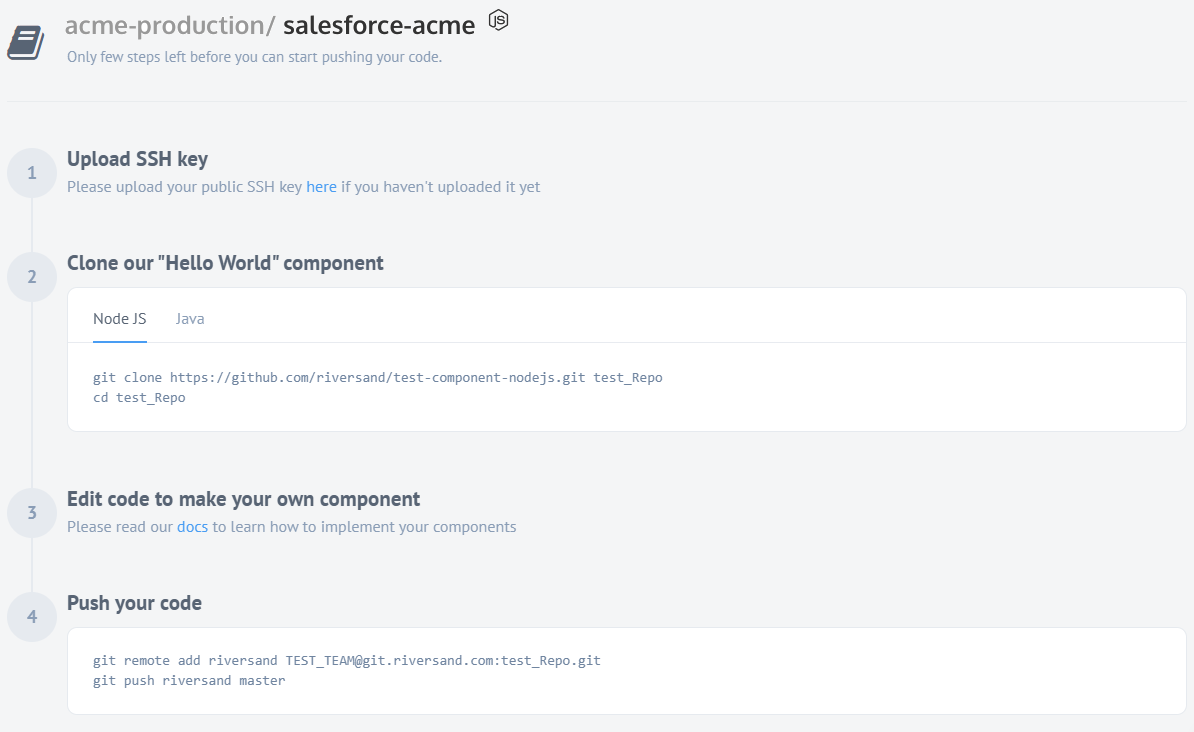 acme-production/ salesforce-acme JS
Only few steps left before you can start pushing your code.
1 Upload SSH key
Please upload your public SSH key here if you haven't uploaded it yet
2 Clone our "Hello World" component
Node JS Java
git clone https://github.com/riversand/test-component-nodejs.git test_Repo
cd test_Repo
3 Edit code to make your own component
Please read our docs to learn how to implement your components
4 Push your code
git remote add riversand TEST_TEAM@git.riversand.com:test_Repo.git
git push riversand master